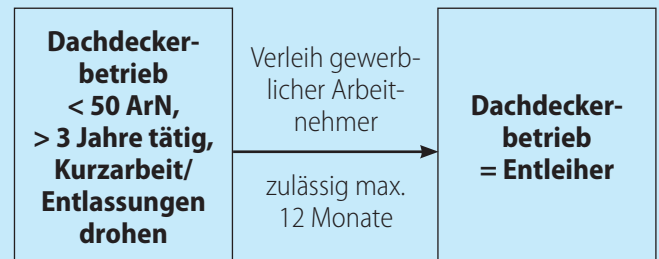 Dachdecker-
betrieb
< 50 ArN,
> 3 Jahre tätig,
Kurzarbeit/
Entlassungen
drohen
Verleih gewerb-
licher Arbeit-
nehmer
zulässig max.
12 Monate
Dachdecker-
betrieb
= Entleiher